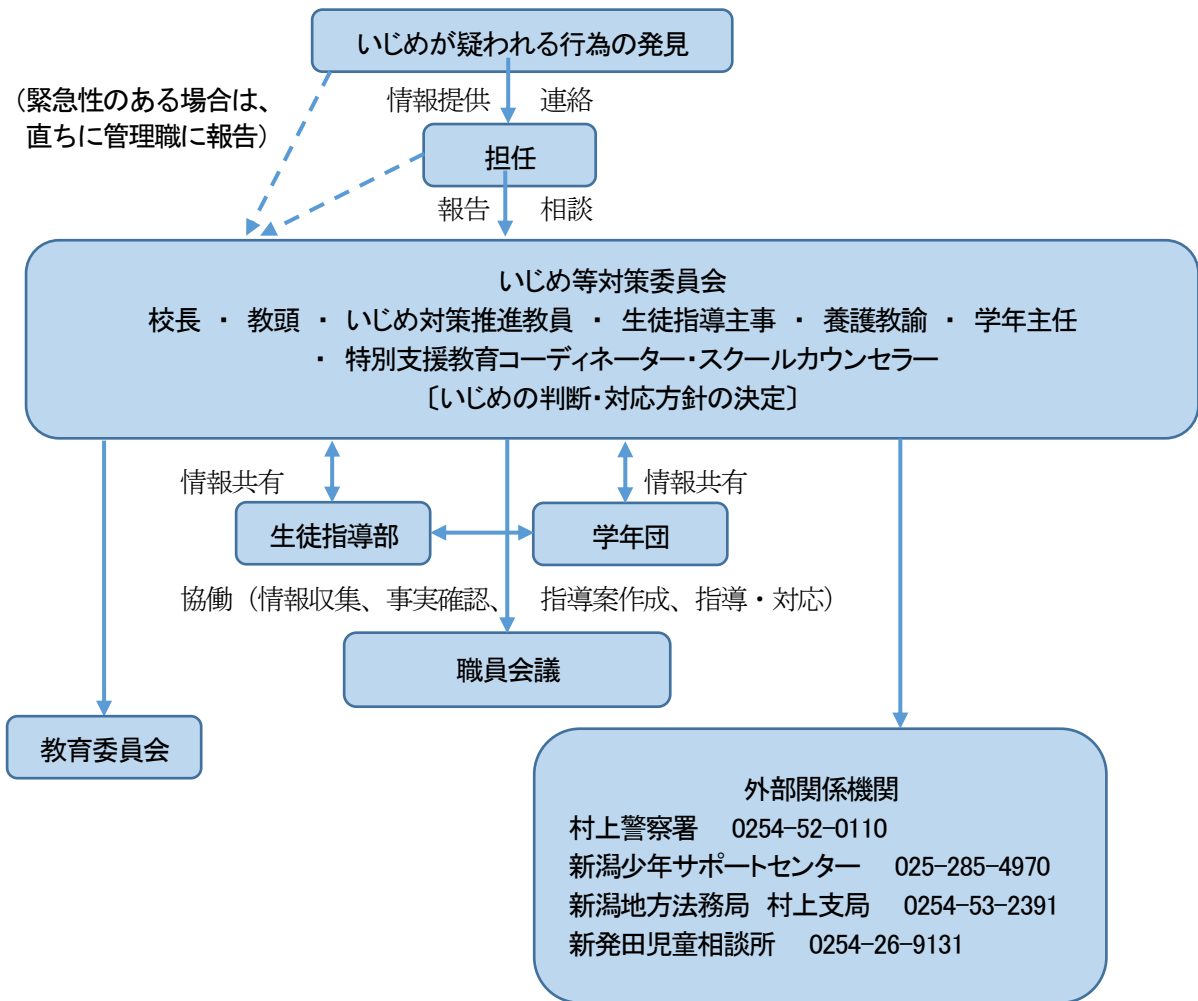 いじめが疑われる行為の発見
（緊急性のある場合は、
直ちに管理職に報告）
情報提供　連絡
担任
報告　相談
いじめ等対策委員会
校長 ・ 教頭 ・ いじめ対策推進教員 ・ 生徒指導主事 ・ 養護教諭 ・ 学年主任
・ 特別支援教育コーディネーター・スクールカウンセラー
〔いじめの判断・対応方針の決定〕
情報共有
情報共有
生徒指導部
学年団
協働（情報収集、事実確認、　指導案作成、指導・対応）
職員会議
教育委員会
外部関係機関
村上警察署　0254-52-0110
新潟少年サポートセンター　025-285-4970
新潟地方法務局 村上支局　0254-53-2391
新発田児童相談所　0254-26-9131